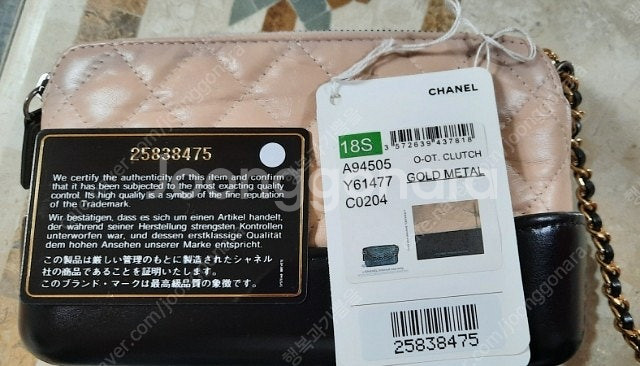 25838475
We certify the authenticity of this item and confirm
that it has been subjected to the most exacting quality
control. Its high quality is a symbol of the fine reputation
of the Trademark.
Wir bestätigen, dass es sich um einen Artikel handelt,
der während seiner Herstellung strengsten Kontrollen
unterworfen war, und dessen erstklassige Qualität
dem hohen Ansehen unserer Marke entspricht.
この製品は厳しい管理のもとに製造されたシャネル
社の商品であることを証明いたします。
このブランド・マークは最高級品質の象徴です。
CHANEL
18S
3 572639 437818
A94505 O-OT. CLUTCH
Y61477 GOLD METAL
C0204
25838475
joonggonara